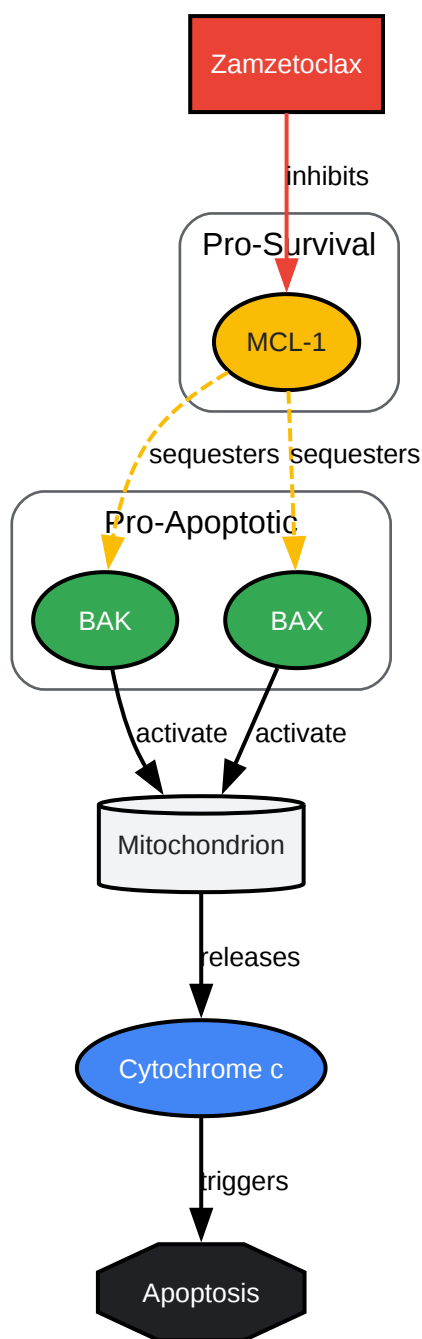 Zamzetoclax
inhibits
Pro-Survival
MCL-1
sequesters
sequesters
Pro-Apoptotic
BAK
BAX
activate
activate
Mitochondrion
releases
Cytochrome c
triggers
Apoptosis